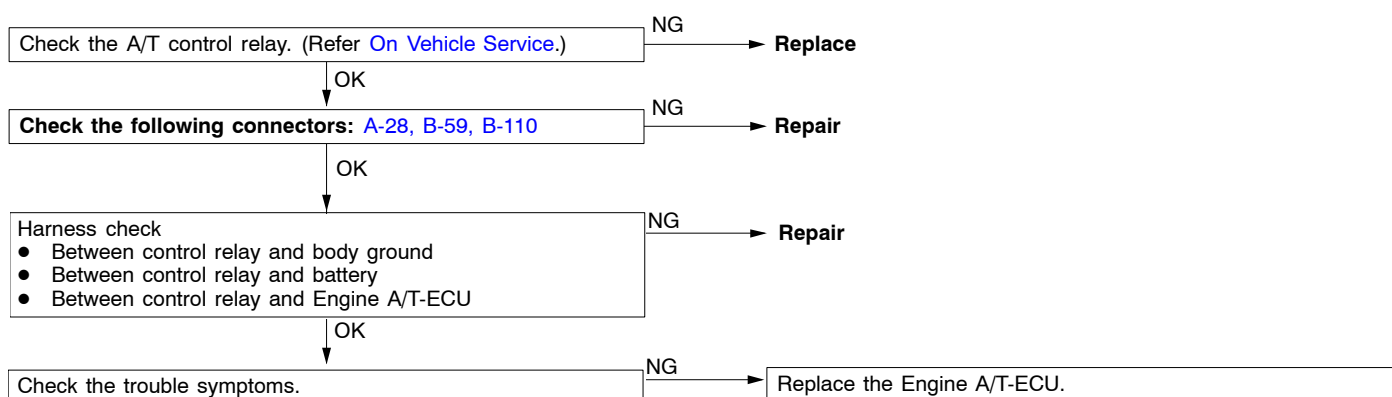 Check the A/T control relay. (Refer On Vehicle Service.)
NG
Replace
OK
Check the following connectors: A-28, B-59, B-110
NG
Repair
OK
Harness check
● Between control relay and body ground
● Between control relay and battery
● Between control relay and Engine A/T-ECU
NG
Repair
OK
Check the trouble symptoms.
NG
Replace the Engine A/T-ECU.